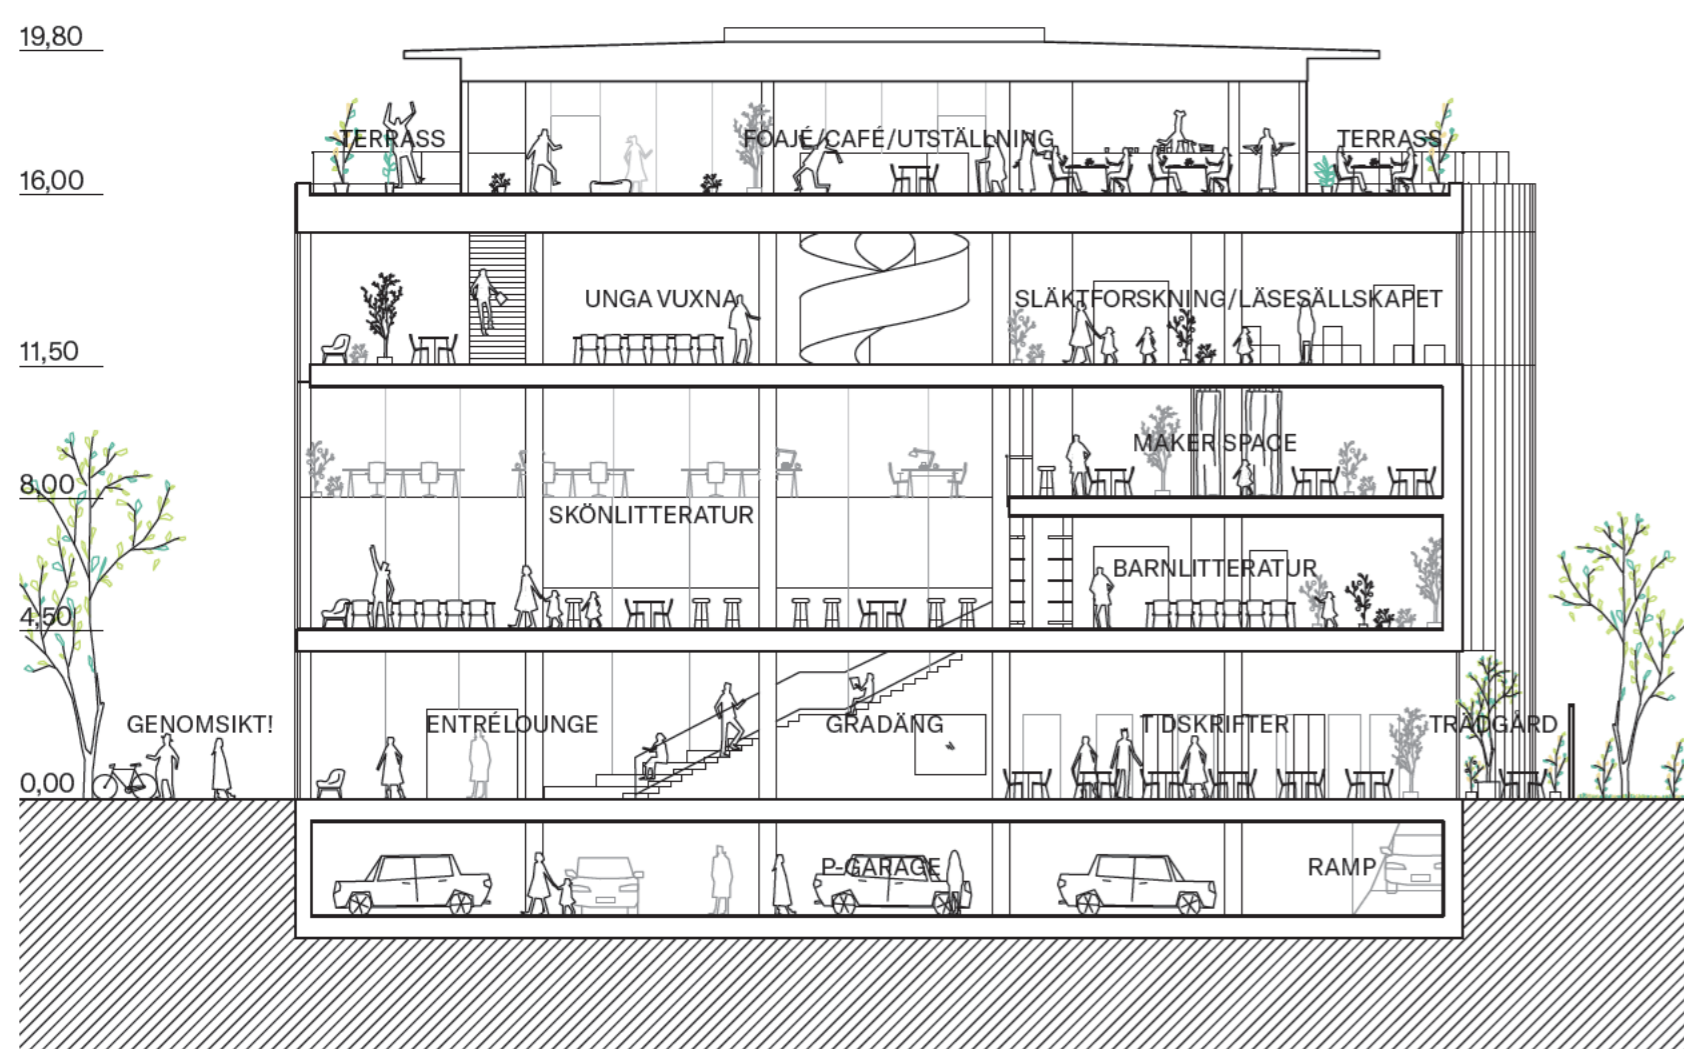 19,80
TERRASS
FOAJÉ/CAFÉ/UTSTÄLLNING
TERRASS
16,00
UNGA VUXNA
SLÄKTFORSKNING/LÄSESÄLLSKAPET
11,50
MAKER SPACE
8,00
SKÖNLITTERATUR
BARNLITTERATUR
4,50
GENOMSIKT!
ENTRÉLOUNGE
GRADÄNG
TIDSKRIFTER
TRÄDGÅRD
0,00
P-GARAGE
RAMP